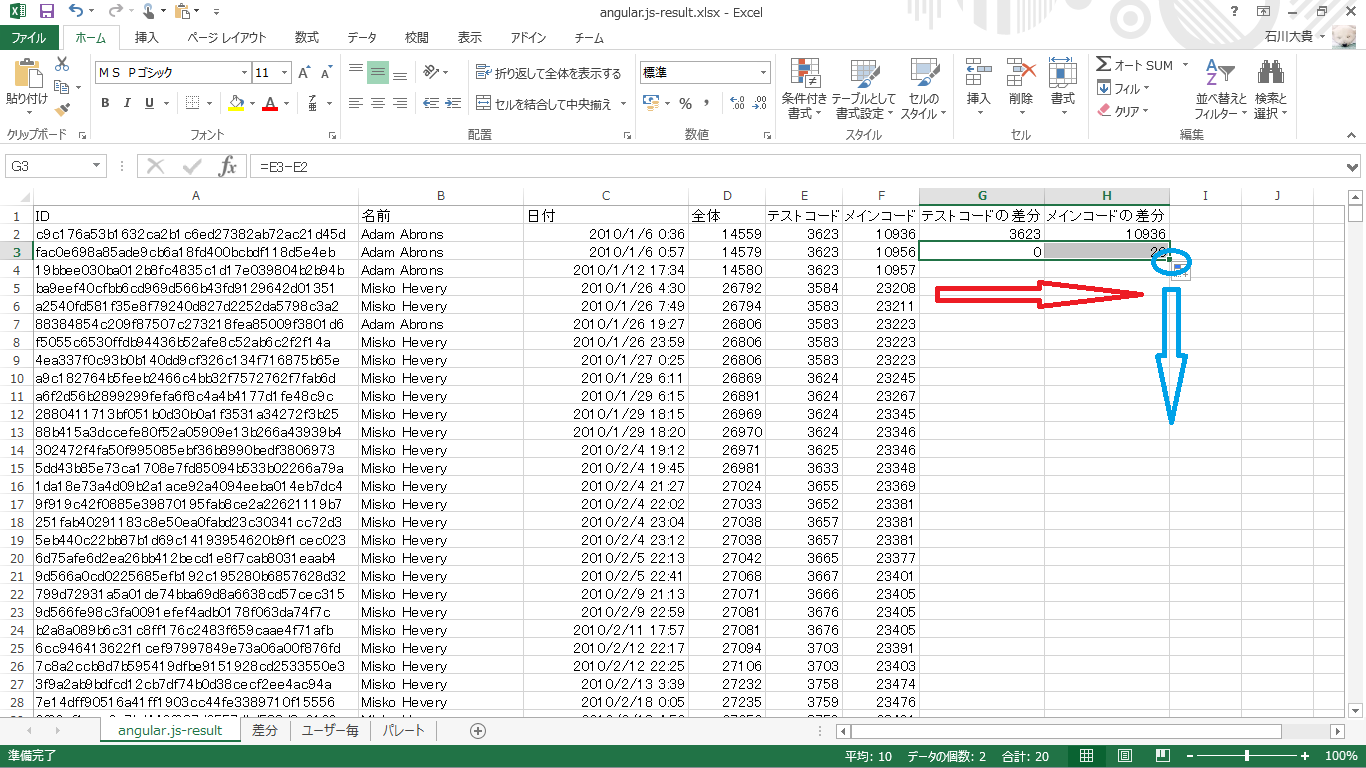 angular.js-result.xlsx - Excel
ファイル ホーム 挿入 ページ レイアウト 数式 データ 校閲 表示 アドイン チーム 石川大貴
貼り付け
ＭＳ Ｐゴシック 11
折り返して全体を表示する
標準
条件付き書式 テーブルとして書式設定 セルのスタイル
挿入 削除 書式
オート SUM
フィル
クリア
並べ替えとフィルター 検索と選択
B I U
セルを結合して中央揃え
クリップボード フォント 配置 数値 スタイル セル 編集
G3 fx =E3-E2
A B C D E F G H I J
1 ID 名前 日付 全体 テストコード メインコード テストコードの差分 メインコードの差分
2 c9c176a53b1632ca2b1c6ed27382ab72ac21d45d Adam Abrons 2010/1/6 0:36 14559 3623 10936 3623 10936
3 fac0e698a85ade9cb6a18fd400bcbdf118d5e4eb Adam Abrons 2010/1/6 0:57 14579 3623 10956 0 20
4 19bbee030ba012b8fc4835c1d17e039804b2b94b Adam Abrons 2010/1/12 17:34 14580 3623 10957
5 ba9eef40cfbb6cd969d566b43fd9129642d01351 Misko Hevery 2010/1/26 4:30 26792 3584 23208
6 a2540fd581f35e8f79240d827d2252da5798c3a2 Misko Hevery 2010/1/26 7:49 26794 3583 23211
7 88384854c209f87507c273218fea85009f3801d6 Adam Abrons 2010/1/26 19:27 26806 3583 23223
8 f5055c6530ffdb94436b52afe8c52ab6c2f2f14a Misko Hevery 2010/1/26 23:59 26806 3583 23223
9 4ea337f0c93b0b140dd9cf326c134f716875b65e Misko Hevery 2010/1/27 0:25 26806 3583 23223
10 a9c182764b5feeb2466c4bb32f7572762f7fab6d Misko Hevery 2010/1/29 6:11 26869 3624 23245
11 a6f2d56b2899299fefa6f8c4a4b4177d1fe48c9c Misko Hevery 2010/1/29 6:15 26891 3624 23267
12 2880411713bf051b0d30b0a1f3531a34272f3b25 Misko Hevery 2010/1/29 18:15 26969 3624 23345
13 88b415a3dccefe80f52a05909e13b266a43939b4 Misko Hevery 2010/1/29 18:20 26970 3624 23346
14 302472f4fa50f995085ebf36b8990bedf3806973 Misko Hevery 2010/2/4 19:12 26971 3625 23346
15 5dd43b85e73ca1708e7fd85094b533b02266a79a Misko Hevery 2010/2/4 19:45 26981 3633 23348
16 1da18e73a4d09b2a1ace92a4094eeba014eb7dc4 Misko Hevery 2010/2/4 21:27 27024 3655 23369
17 9f919c42f0885e39870195fab8ce2a22621119b7 Misko Hevery 2010/2/4 22:02 27033 3652 23381
18 251fab40291183c8e50ea0fabd23c30341cc72d3 Misko Hevery 2010/2/4 23:04 27038 3657 23381
19 5eb440c22bb87b1d69c14193954620b9f1cec023 Misko Hevery 2010/2/4 23:12 27038 3657 23381
20 6d75afe6d2ea26bb412becd1e8f7cab8031eaab4 Misko Hevery 2010/2/5 22:13 27042 3665 23377
21 9d566a0cd0225685efb192c195280b6857628d32 Misko Hevery 2010/2/5 22:41 27068 3667 23401
22 799d72931a5a01de74bba69d8a6638cd57cec315 Misko Hevery 2010/2/9 21:13 27071 3666 23405
23 9d566fe98c3fa0091efef4adb0178f063da74f7c Misko Hevery 2010/2/9 22:59 27081 3676 23405
24 b2a8a089b6c31c8ff176c2483f659caae4f71afb Misko Hevery 2010/2/11 17:57 27081 3676 23405
25 6cc946413622f1cef97997849e73a06a00f876fd Misko Hevery 2010/2/12 22:17 27094 3703 23391
26 7c8a2ccb8d7b595419dfbe9151928cd2533550e3 Misko Hevery 2010/2/12 22:25 27106 3703 23403
27 3f9a2ab9bdfcd12cb7df74b0d38cecf2ee4ac94a Misko Hevery 2010/2/13 3:39 27232 3758 23474
28 7e14dff90516a41ff1903cc44fe3389710f15556 Misko Hevery 2010/2/18 0:05 27235 3759 23476
angular.js-result 差分 ユーザー毎 パレート
準備完了 平均: 10 データの個数: 2 合計: 20 100%